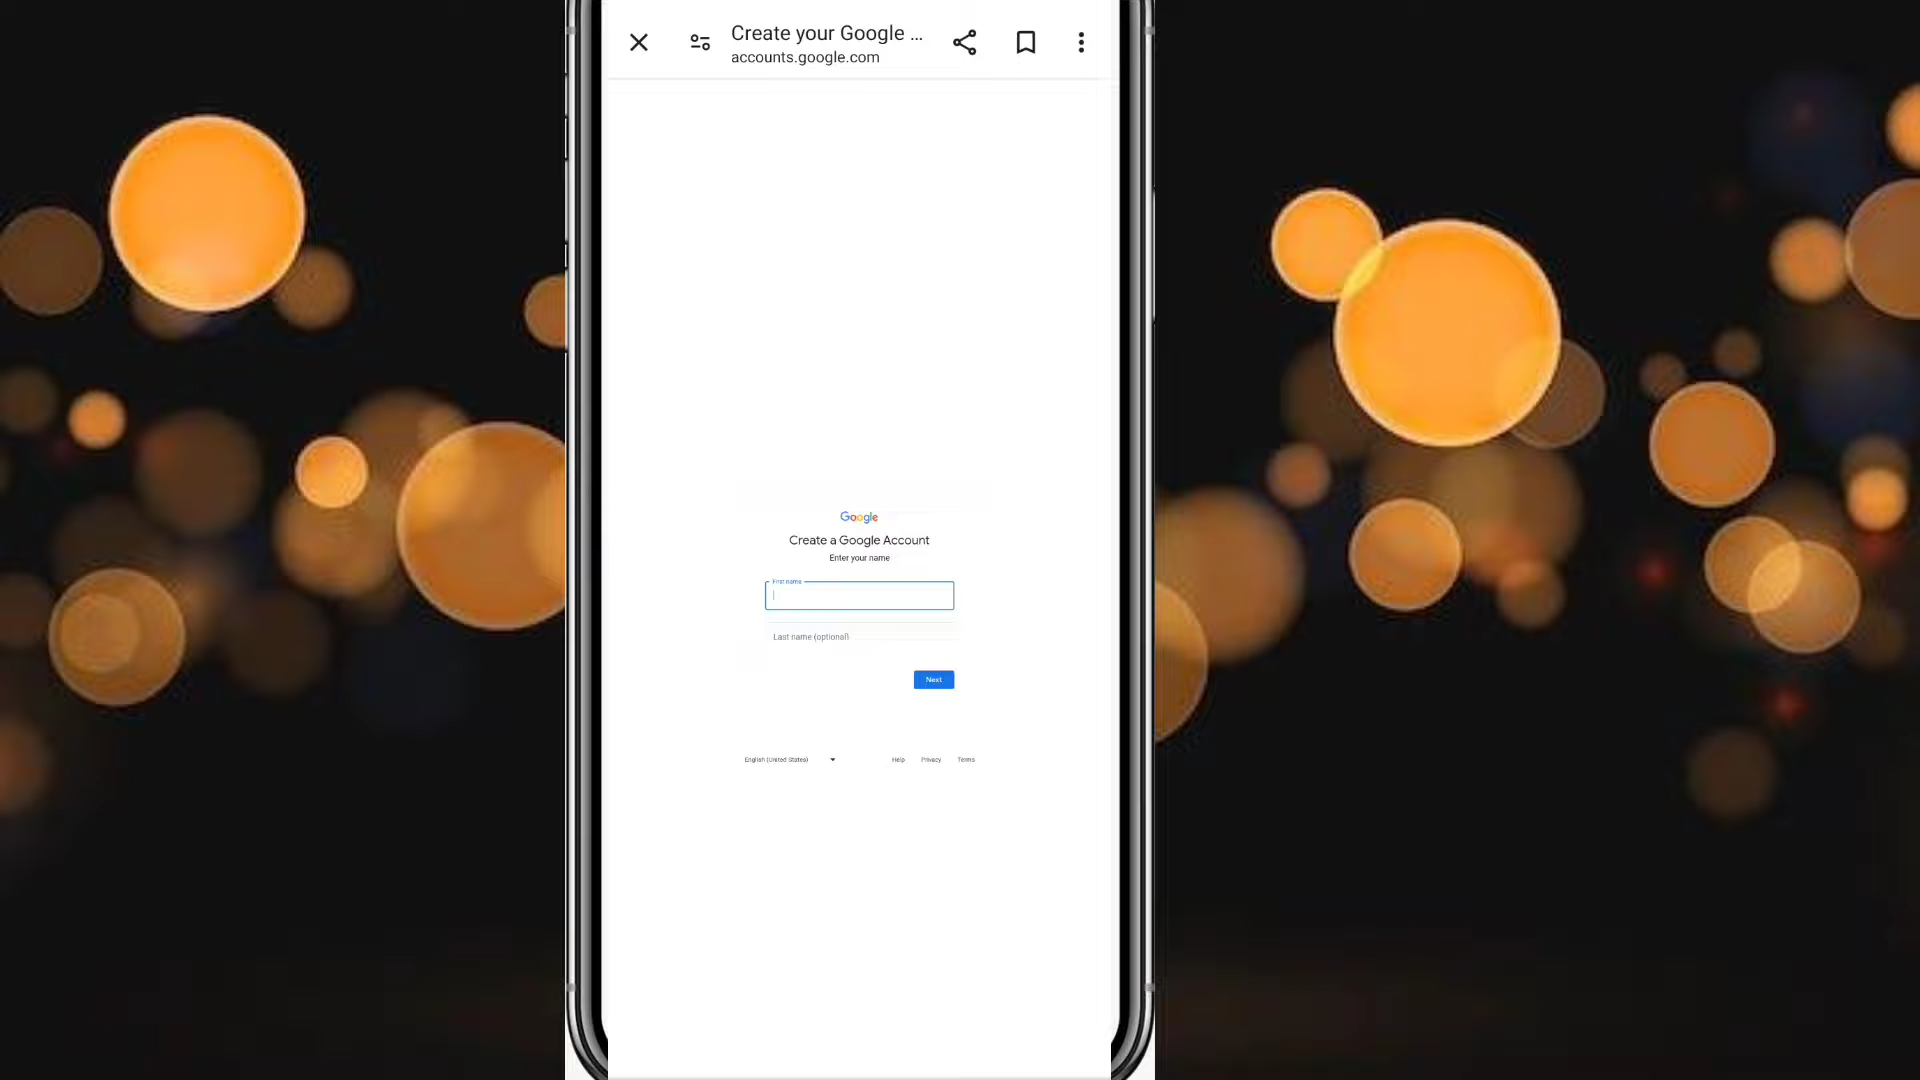 Create your Google ...
accounts.google.com
Google
Create a Google Account
Enter your name
First name
Last name (optional)
Next
English (United States)
Help Privacy Terms